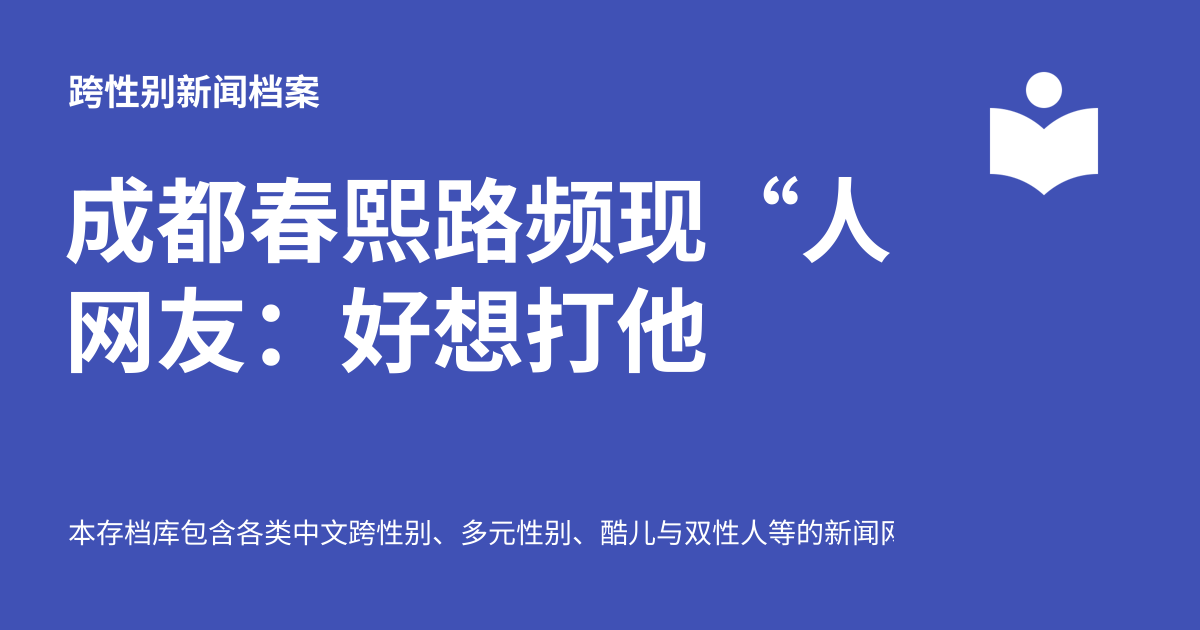 跨性别新闻档案
成都春熙路频现“人
网友：好想打他
本存档库包含各类中文跨性别、多元性别、酷儿与双性人等的新闻